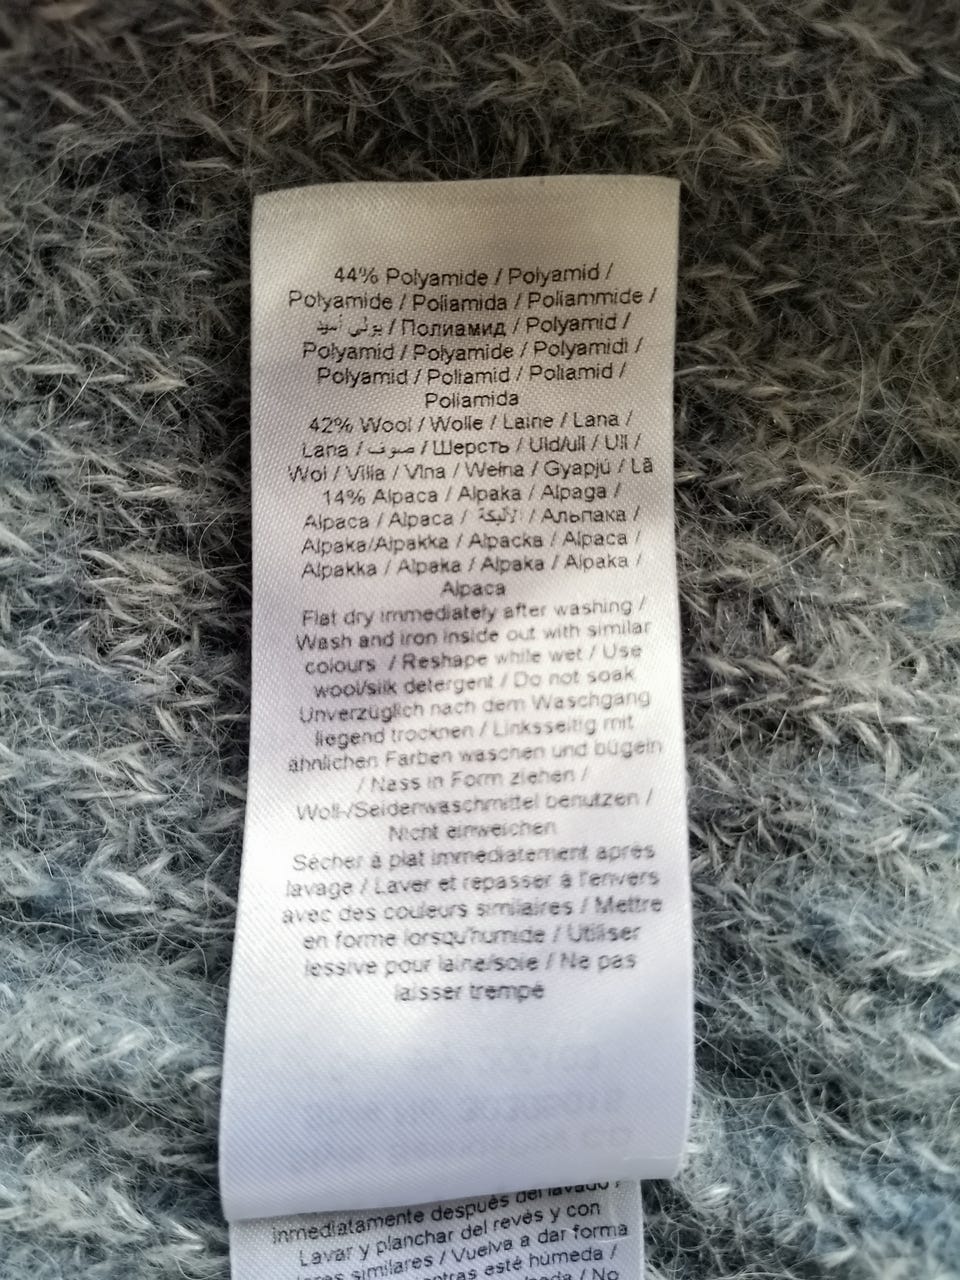 44% Polyamide / Polyamid /
Polyamide / Poliamida / Poliammide /
بولي أميد / Полиамид / Polyamid /
Polyamid / Polyamide / Polyamidi /
Polyamid / Poliamid / Poliamid /
Poliamida
42% Wool / Wolle / Laine / Lana /
Lana / صوف / Шерсть / Uld/ull / Ull /
Wol / Villa / Vlna / Wełna / Gyapjú / Lã
14% Alpaca / Alpaka / Alpaga /
Alpaca / Alpaca / / Альпака /
Alpaka/Alpakka / Alpacka / Alpaca /
Alpakka / Alpaka / Alpaka / Alpaka /
Alpaca
Flat dry immediately after washing /
Wash and iron inside out with similar
colours / Reshape while wet / Use
wool/silk detergent / Do not soak
Unverzüglich nach dem Waschgang
liegend trocknen / Linksseitig mit
ähnlichen Farben waschen und bügeln
/ Nass in Form ziehen /
Woll-/Seidenwaschmittel benutzen /
Nicht einweichen
Sécher à plat immédiatement après
lavage / Laver et repasser à l'envers
avec des couleurs similaires / Mettre
en forme lorsqu'humide / Utiliser
lessive pour laine/soie / Ne pas
laisser trempé
inmediatamente después del lavado /
Lavar y planchar del revés y con
similares / Vuelva a dar forma
esté húmeda /
/ No